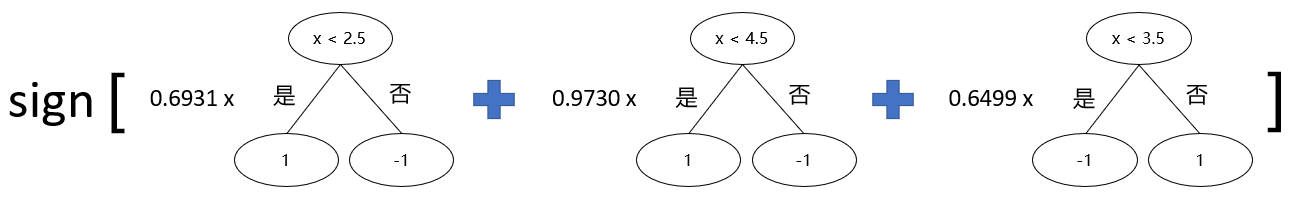 x < 2.5 x < 4.5 x < 3.5
sign [ 0.6931 x 是 否 + 0.9730 x 是 否 + 0.6499 x 是 否 ]
1 -1 1 -1 -1 1